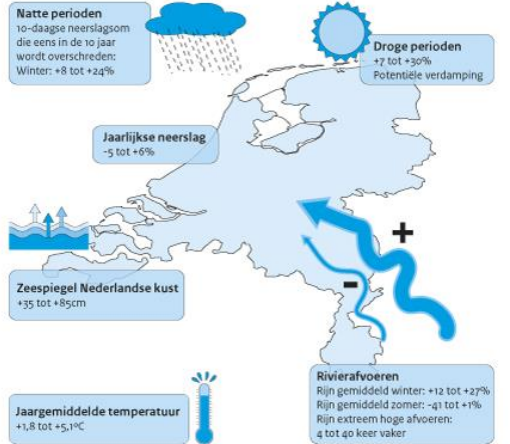 Natte perioden
10-daagse neerslagsom
die eens in de 10 jaar
wordt overschreden:
Winter: +8 tot +24%
Droge perioden
+7 tot +30%
Potentiële verdamping
Jaarlijkse neerslag
-5 tot +6%
+
-
Zeespiegel Nederlandse kust
+35 tot +85cm
Rivierafvoeren
Rijn gemiddeld winter: +12 tot +27%
Rijn gemiddeld zomer: -41 tot +1%
Rijn extreem hoge afvoeren:
4 tot 40 keer vaker
Jaargemiddelde temperatuur
+1,8 tot +5,1ºC